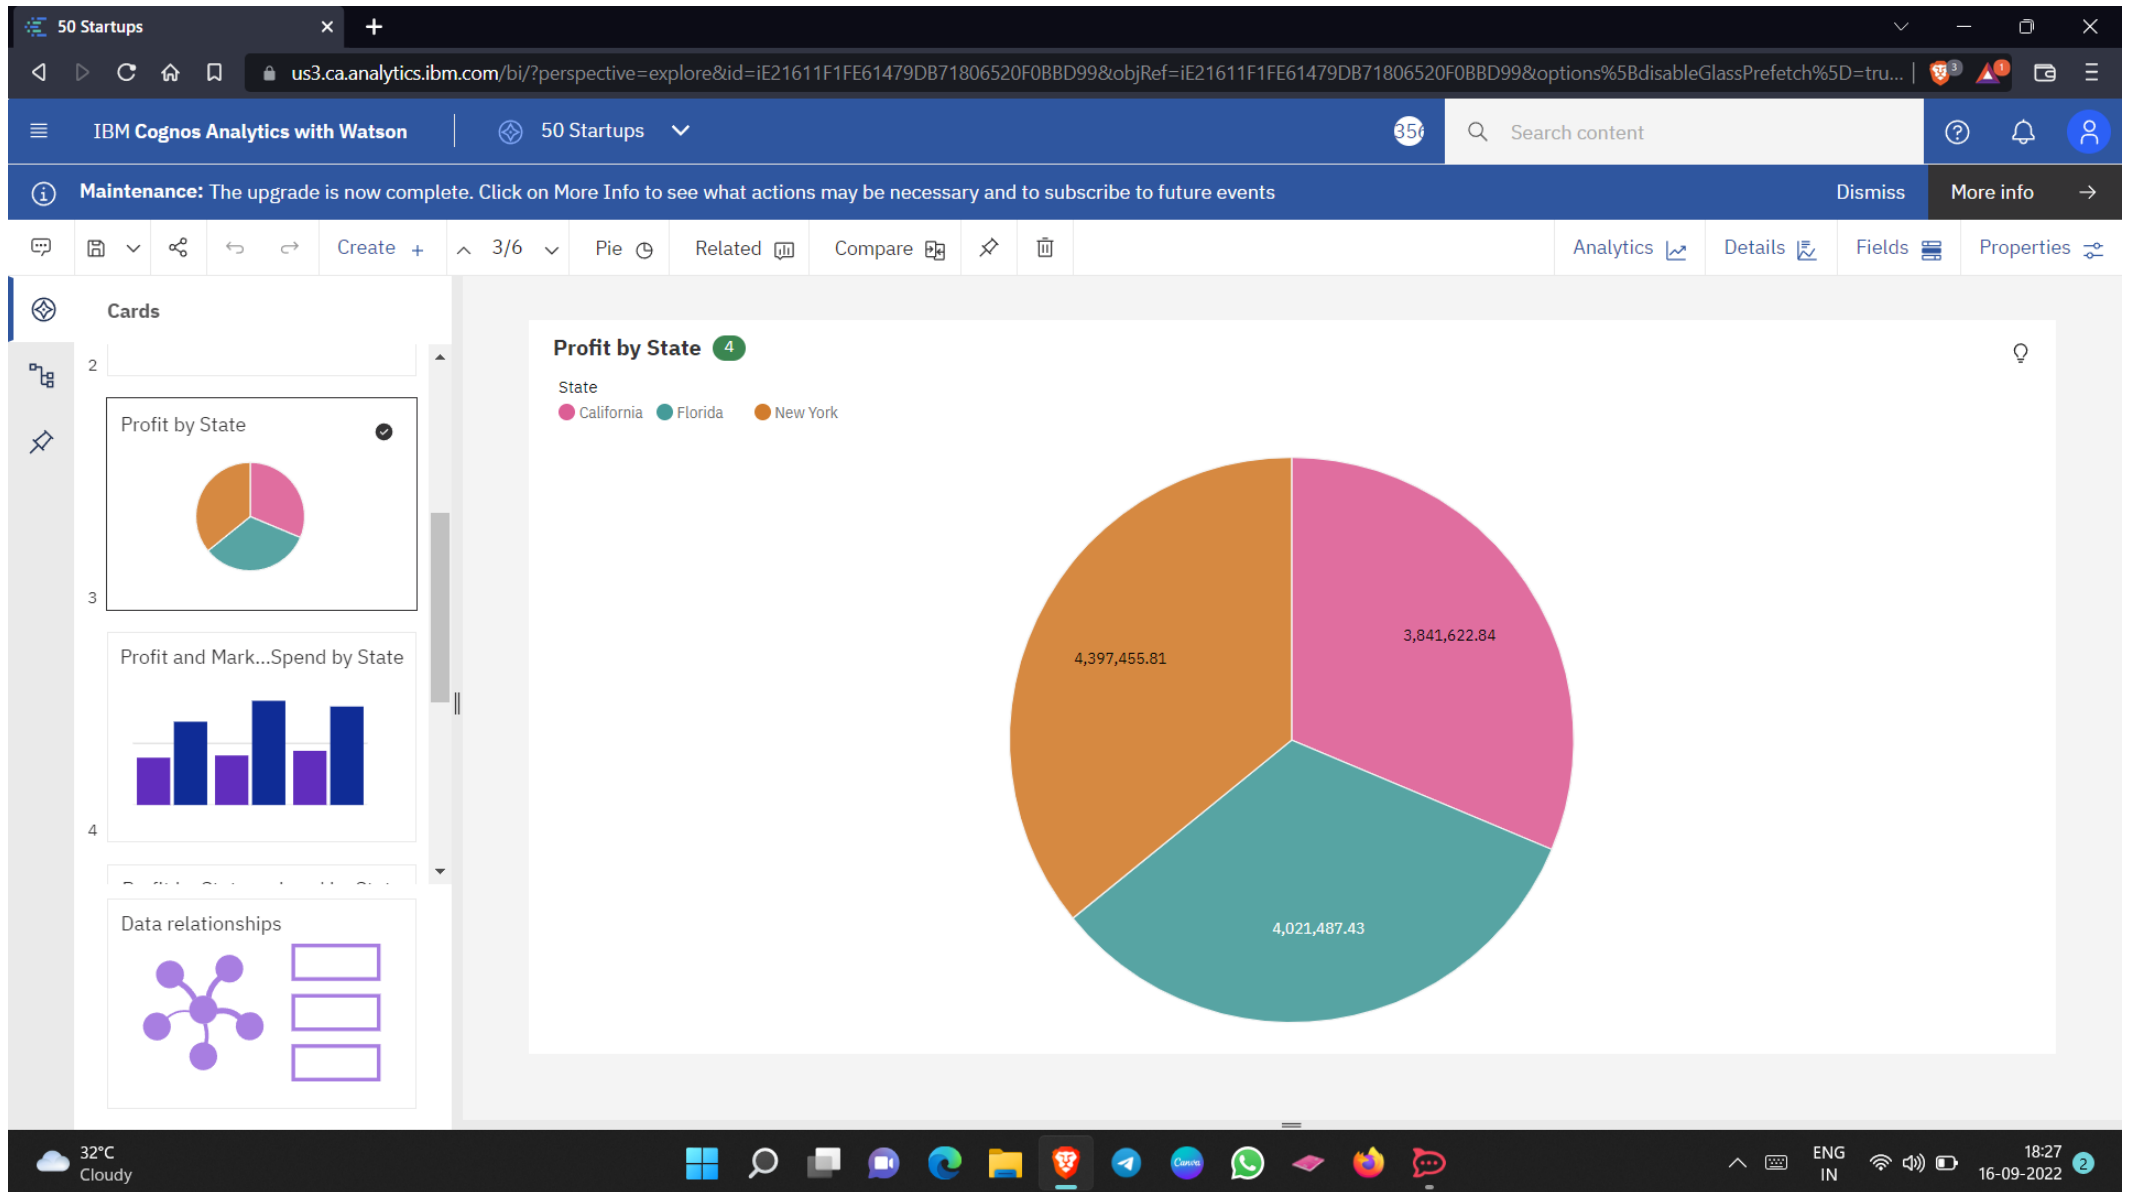 50 Startups
us3.ca.analytics.ibm.com/bi/?perspective=explore&id=iE21611F1FE61479DB71806520F0BBD99&objRef=iE21611F1FE61479DB71806520F0BBD99&options%5BdisableGlassPrefetch%5D=tru...
3
1
IBM Cognos Analytics with Watson
50 Startups
356
Search content
Maintenance: The upgrade is now complete. Click on More Info to see what actions may be necessary and to subscribe to future events
Dismiss
More info
Create
3/6
Pie
Related
Compare
Analytics
Details
Fields
Properties
Cards
2
Profit by State
3
Profit and Mark...Spend by State
4
Data relationships
Profit by State 4
State
California Florida New York
3,841,622.84
4,397,455.81
4,021,487.43
32°C
Cloudy
Canva
ENG
IN
18:27
16-09-2022
2